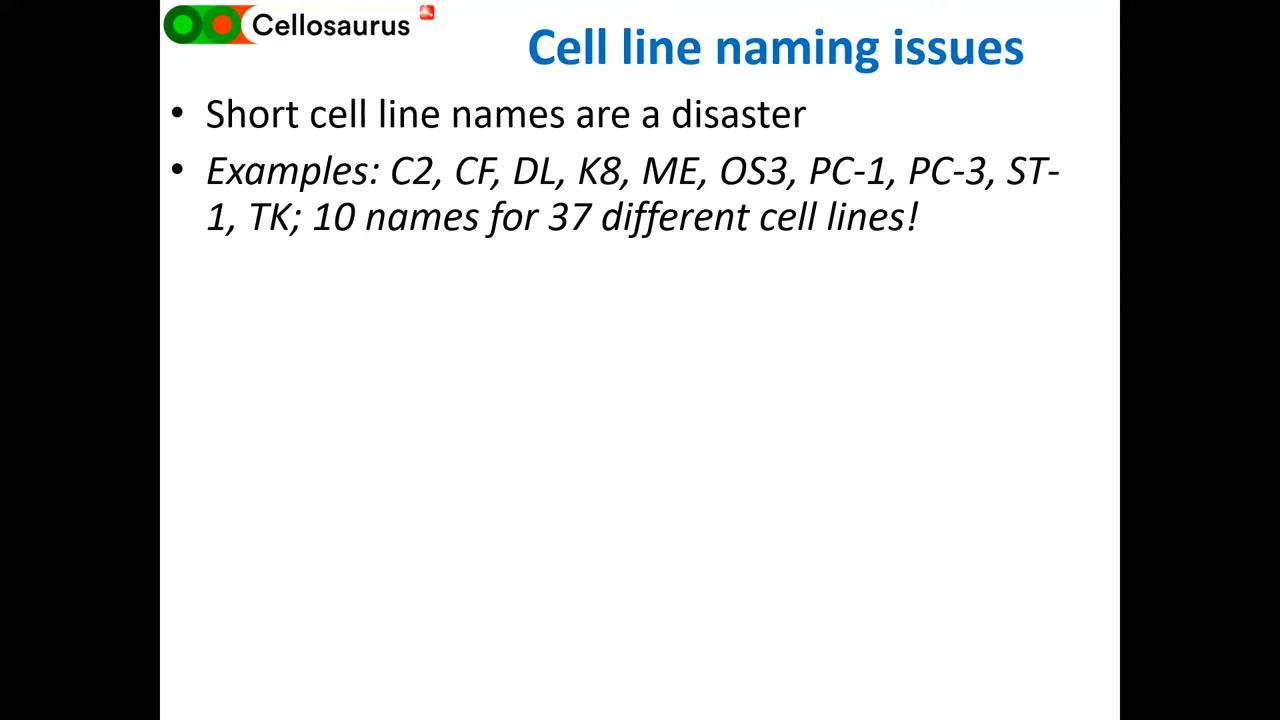 Cellosaurus
Cell line naming issues
• Short cell line names are a disaster
• Examples: C2, CF, DL, K8, ME, OS3, PC-1, PC-3, ST-
1, TK; 10 names for 37 different cell lines!